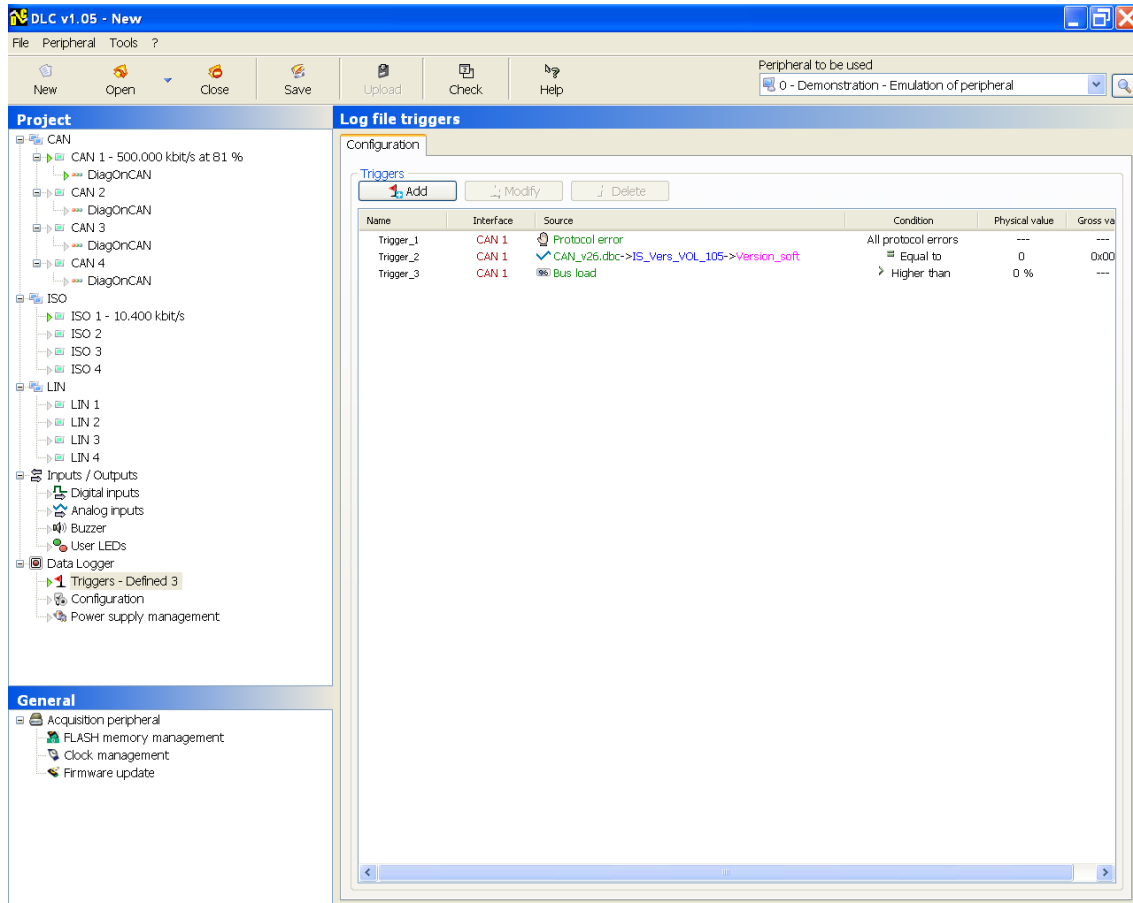 DLC v1.05 - New
File Peripheral Tools ?
New Open Close Save Upload Check Help
Peripheral to be used
0 - Demonstration - Emulation of peripheral
Project
CAN
CAN 1 - 500.000 kbit/s at 81 %
DiagOnCAN
CAN 2
DiagOnCAN
CAN 3
DiagOnCAN
CAN 4
DiagOnCAN
ISO
ISO 1 - 10.400 kbit/s
ISO 2
ISO 3
ISO 4
LIN
LIN 1
LIN 2
LIN 3
LIN 4
Inputs / Outputs
Digital inputs
Analog inputs
Buzzer
User LEDs
Data Logger
Triggers - Defined 3
Configuration
Power supply management
General
Acquisition peripheral
FLASH memory management
Clock management
Firmware update
Log file triggers
Configuration
Triggers
Add Modify Delete
Name Interface Source Condition Physical value Gross va
Trigger_1 CAN 1 Protocol error All protocol errors --- ---
Trigger_2 CAN 1 CAN_v26.dbc->IS_Vers_VOL_105->Version_soft = Equal to 0 0x00
Trigger_3 CAN 1 Bus load > Higher than 0 % ---